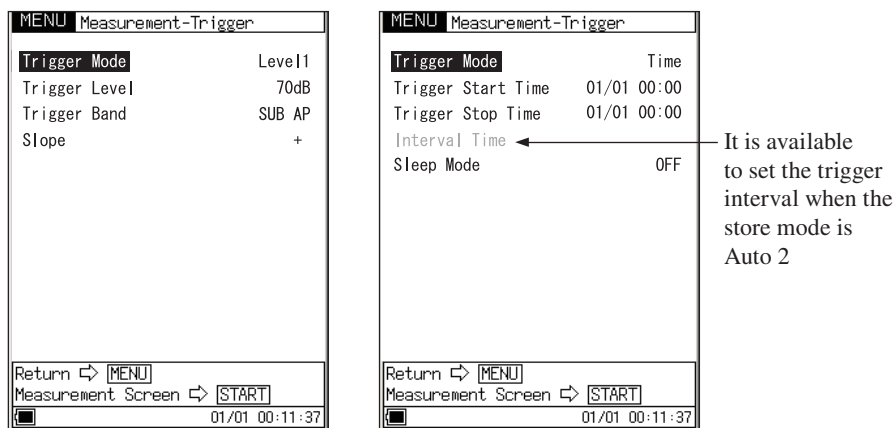 MENU Measurement-Trigger
Trigger Mode Level1
Trigger Level 70dB
Trigger Band SUB AP
Slope +
Return ⇨ MENU
Measurement Screen ⇨ START
01/01 00:11:37
MENU Measurement-Trigger
Trigger Mode Time
Trigger Start Time 01/01 00:00
Trigger Stop Time 01/01 00:00
Interval Time
Sleep Mode OFF
Return ⇨ MENU
Measurement Screen ⇨ START
01/01 00:11:37
It is available
to set the trigger
interval when the
store mode is
Auto 2